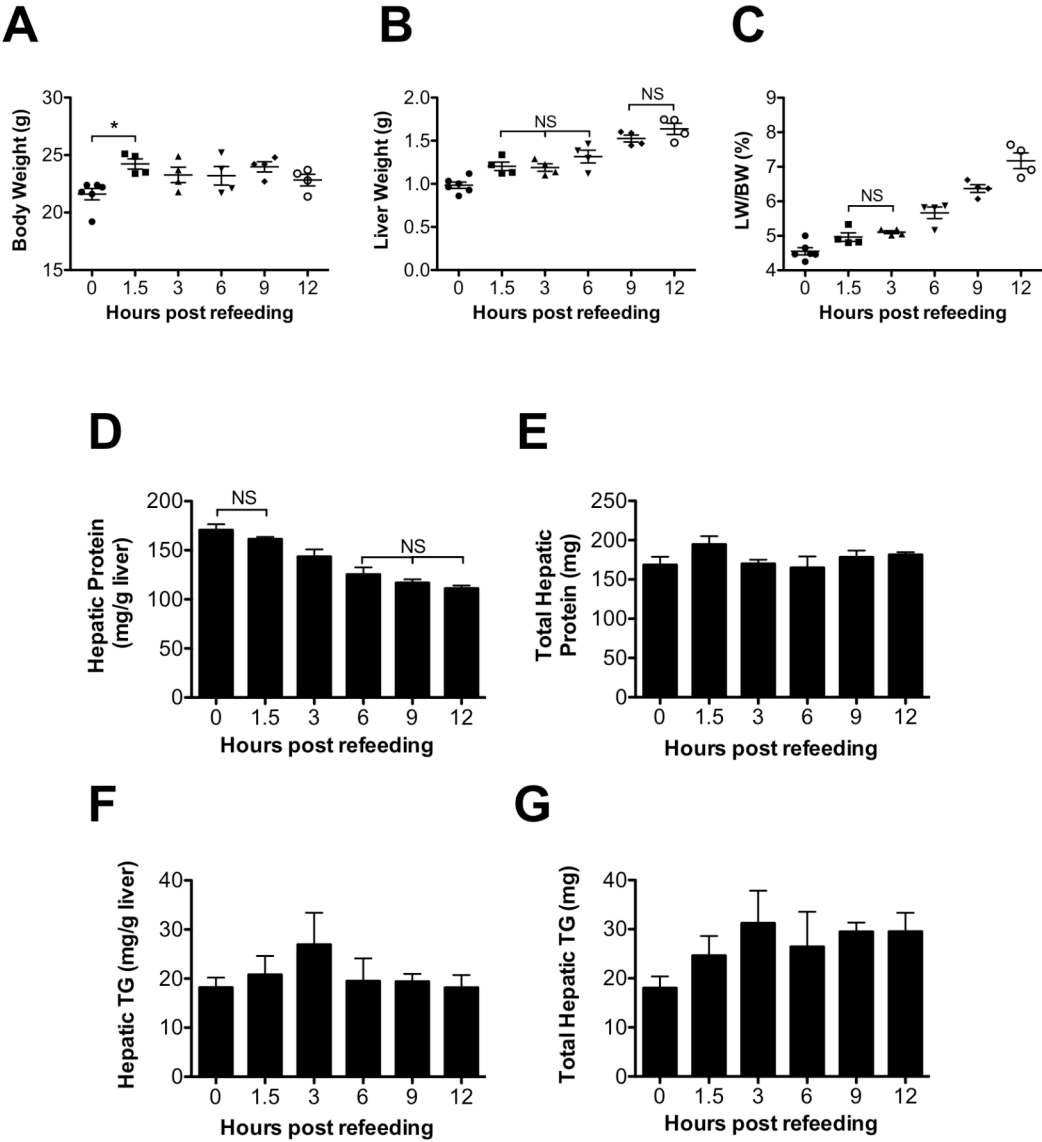 A
B
C
Body Weight (g)
30
25
20
15
*
0 1.5 3 6 9 12
Hours post refeeding
Liver Weight (g)
2.0
1.5
1.0
0.5
0.0
NS
NS
0 1.5 3 6 9 12
Hours post refeeding
LW/BW (%)
9
8
7
6
5
4
NS
0 1.5 3 6 9 12
Hours post refeeding
D
E
Hepatic Protein
(mg/g liver)
200
150
100
50
0
NS
NS
0 1.5 3 6 9 12
Hours post refeeding
Total Hepatic
Protein (mg)
250
200
150
100
50
0
0 1.5 3 6 9 12
Hours post refeeding
F
G
Hepatic TG (mg/g liver)
40
30
20
10
0
0 1.5 3 6 9 12
Hours post refeeding
Total Hepatic TG (mg)
40
30
20
10
0
0 1.5 3 6 9 12
Hours post refeeding